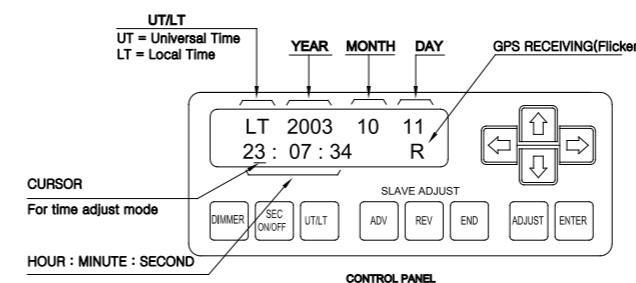 UT/LT
UT = Universal Time
LT = Local Time
YEAR MONTH DAY GPS RECEIVING(Flicker
LT 2003 10 11
23 : 07 : 34 R
CURSOR
For time adjust mode
SLAVE ADJUST
DIMMER SEC ON/OFF UT/LT ADV REV END ADJUST ENTER
HOUR : MINUTE : SECOND
CONTROL PANEL